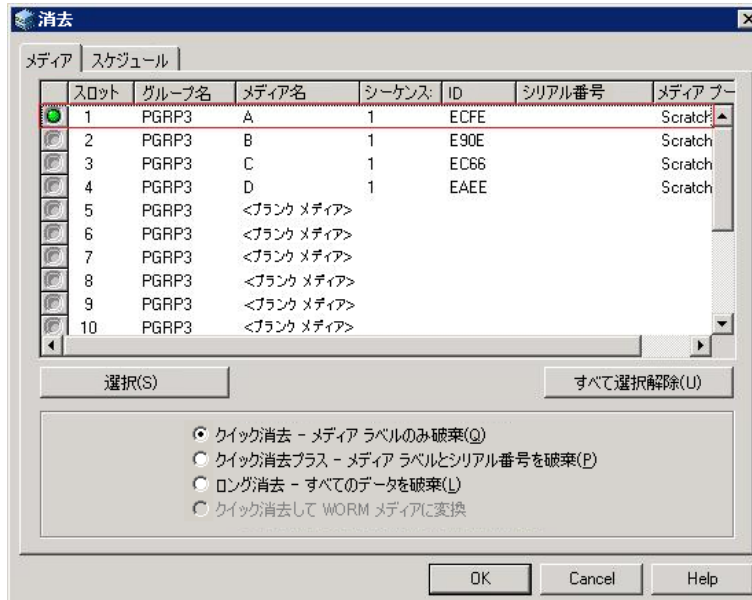 消去
メディア スケジュール
スロット グループ名 メディア名 シーケンス: ID シリアル番号 メディア プー
1 PGRP3 A 1 ECFE Scratch
2 PGRP3 B 1 E90E Scratch
3 PGRP3 C 1 EC66 Scratch
4 PGRP3 D 1 EAEE Scratch
5 PGRP3 <ブランク メディア>
6 PGRP3 <ブランク メディア>
7 PGRP3 <ブランク メディア>
8 PGRP3 <ブランク メディア>
9 PGRP3 <ブランク メディア>
10 PGRP3 <ブランク メディア>
選択(S) すべて選択解除(U)
クイック消去 - メディア ラベルのみ破棄(Q)
クイック消去プラス - メディア ラベルとシリアル番号を破棄(P)
ロング消去 - すべてのデータを破棄(L)
クイック消去して WORM メディアに変換
OK Cancel Help